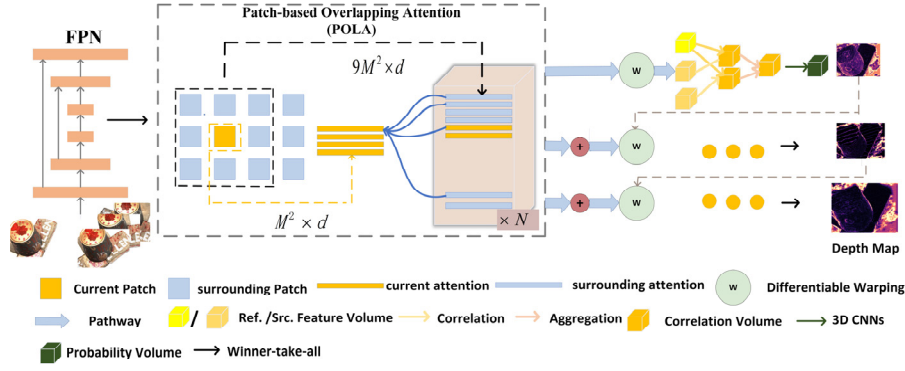 Patch-based Overlapping Attention
(POLA)
FPN
9M² × d
w
+
w
+
w
M² × d
× N
Depth Map
Current Patch
surrounding Patch
current attention
surrounding attention
w
Differentiable Warping
Pathway
/
Ref. /Src. Feature Volume
Correlation
Aggregation
Correlation Volume
3D CNNs
Probability Volume
Winner-take-all